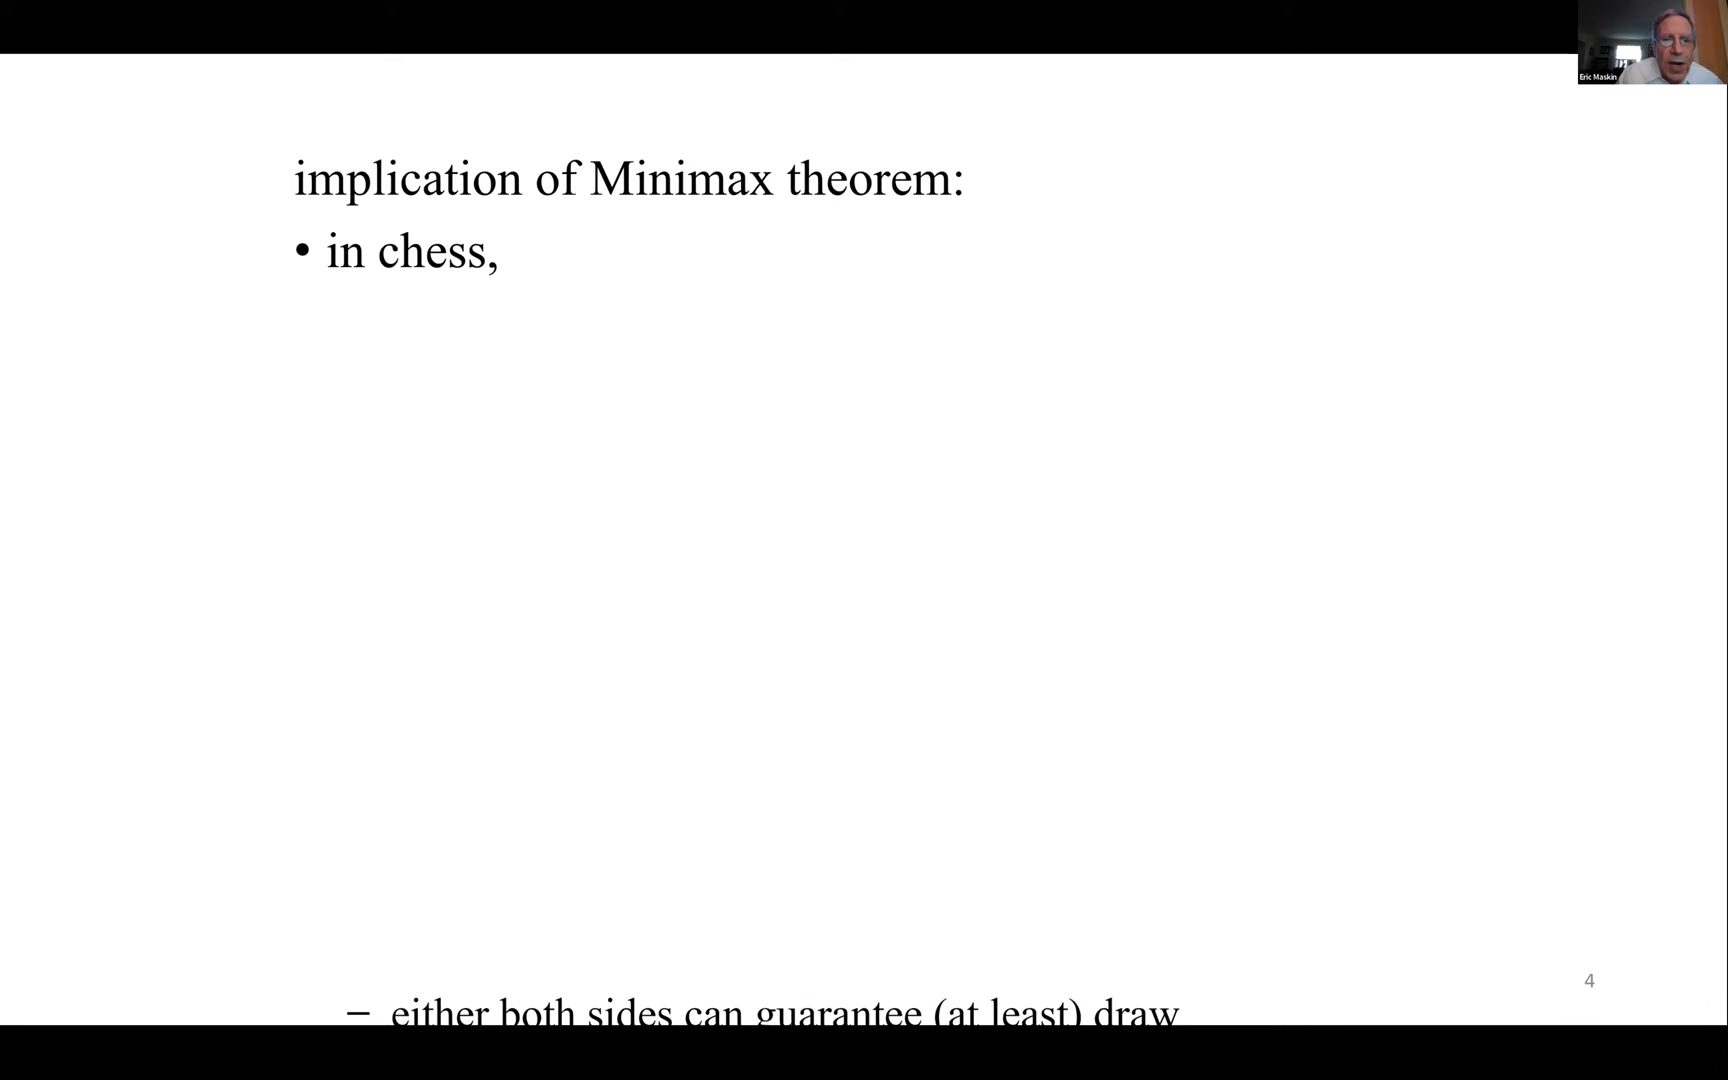 Eric Maskin
implication of Minimax theorem:
• in chess,
4
– either both sides can guarantee (at least) draw